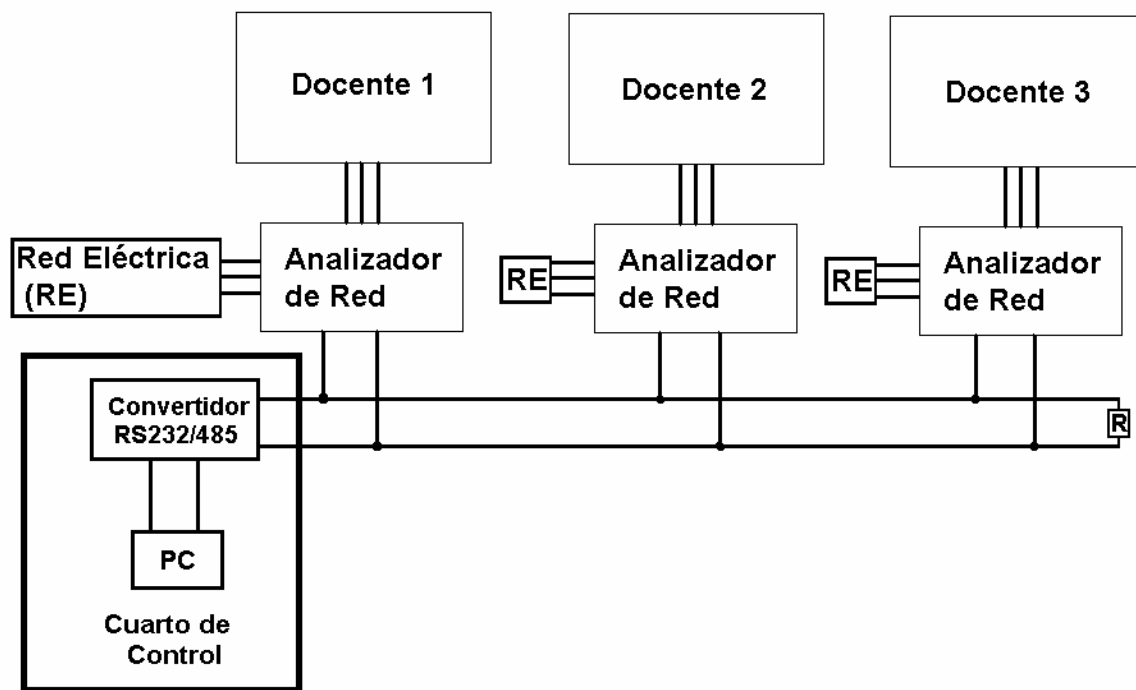 Docente 1
Docente 2
Docente 3
Red Eléctrica
(RE)
Analizador
de Red
RE
Analizador
de Red
RE
Analizador
de Red
Convertidor
RS232/485
R
PC
Cuarto de
Control